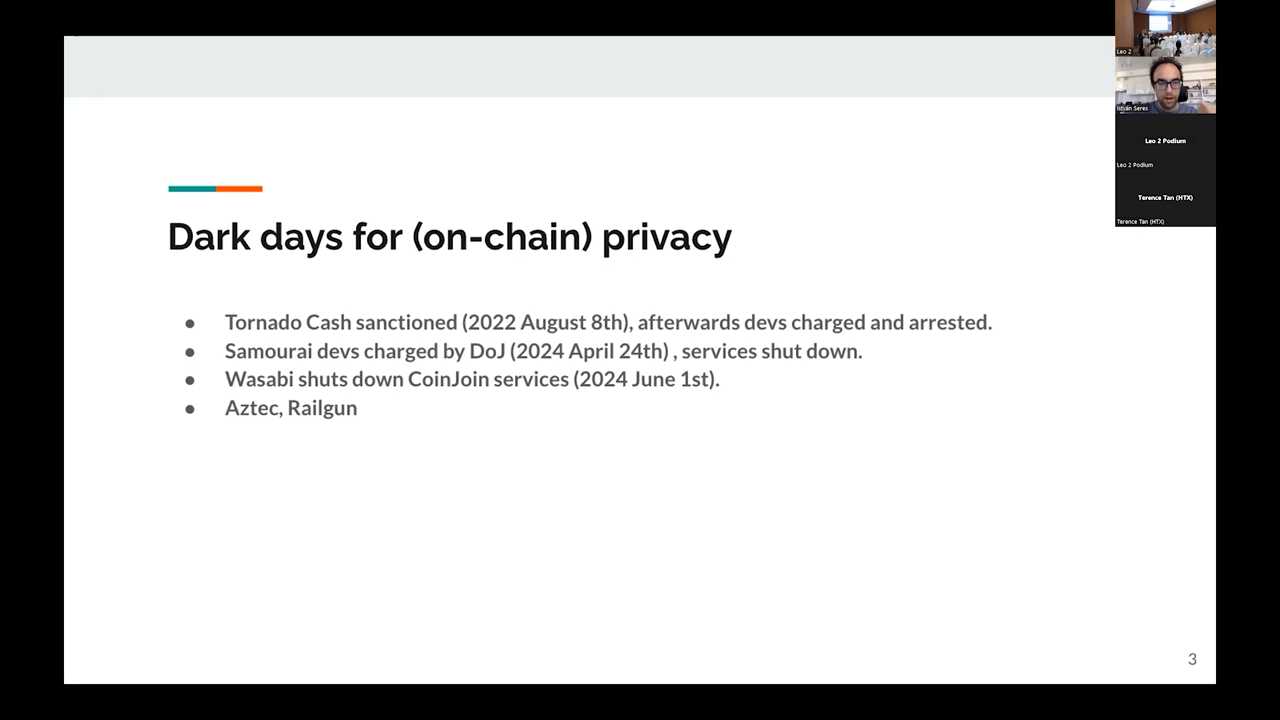 Dark days for (on-chain) privacy
● Tornado Cash sanctioned (2022 August 8th), afterwards devs charged and arrested.
● Samourai devs charged by DoJ (2024 April 24th) , services shut down.
● Wasabi shuts down CoinJoin services (2024 June 1st).
● Aztec, Railgun
3
Leo 2
István Seres
Leo 2 Podium
Leo 2 Podium
Terence Tan (HTX)
Terence Tan (HTX)